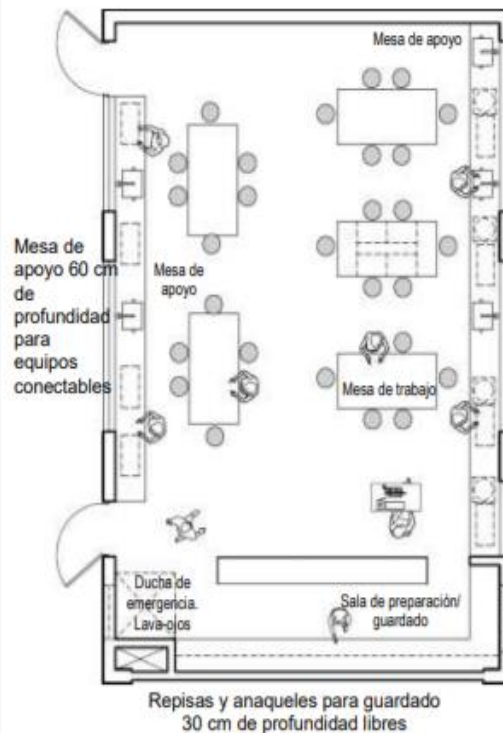 Mesa de apoyo
Mesa de
apoyo 60 cm
de
profundidad
para
equipos
conectables
Mesa de
apoyo
Mesa de trabajo
Ducha de
emergencia.
Lava-ojos
Sala de preparación/
guardado
Repisas y anaqueles para guardado
30 cm de profundidad libres